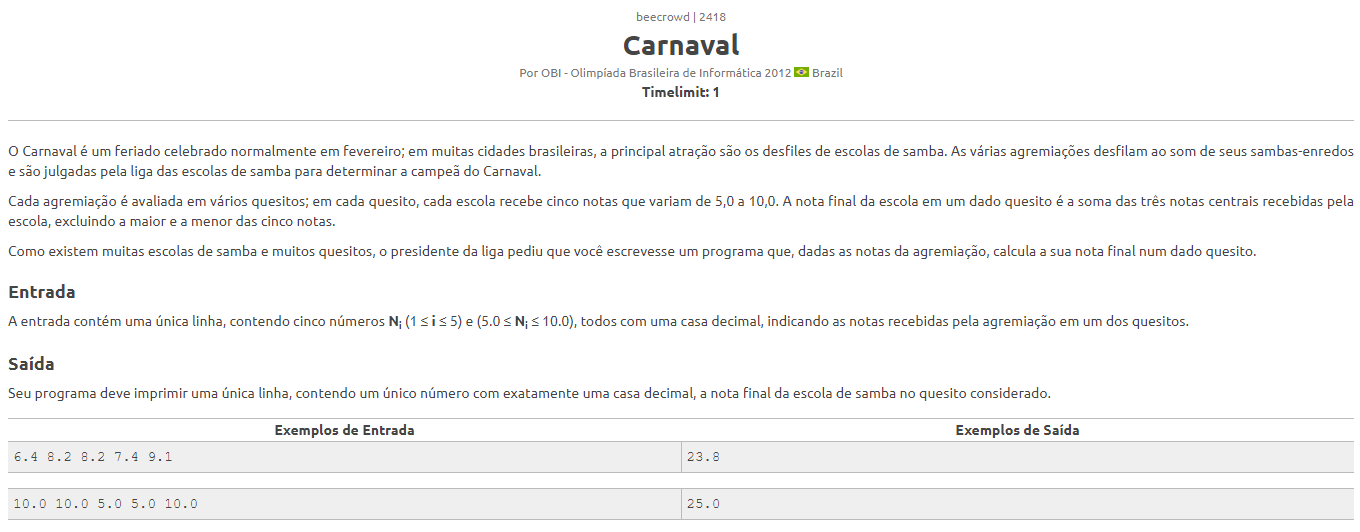 beecrowd | 2418
Carnaval
Por OBI - Olimpíada Brasileira de Informática 2012 Brazil
Timelimit: 1
O Carnaval é um feriado celebrado normalmente em fevereiro; em muitas cidades brasileiras, a principal atração são os desfiles de escolas de samba. As várias agremiações desfilam ao som de seus sambas-enredos
e são julgadas pela liga das escolas de samba para determinar a campeã do Carnaval.
Cada agremiação é avaliada em vários quesitos; em cada quesito, cada escola recebe cinco notas que variam de 5,0 a 10,0. A nota final da escola em um dado quesito é a soma das três notas centrais recebidas pela
escola, excluindo a maior e a menor das cinco notas.
Como existem muitas escolas de samba e muitos quesitos, o presidente da liga pediu que você escrevesse um programa que, dadas as notas da agremiação, calcula a sua nota final num dado quesito.
Entrada
A entrada contém uma única linha, contendo cinco números Ni (1 ≤ i ≤ 5) e (5.0 ≤ Ni ≤ 10.0), todos com uma casa decimal, indicando as notas recebidas pela agremiação em um dos quesitos.
Saída
Seu programa deve imprimir uma única linha, contendo um único número com exatamente uma casa decimal, a nota final da escola de samba no quesito considerado.
Exemplos de Entrada Exemplos de Saída
6.4 8.2 8.2 7.4 9.1 23.8
10.0 10.0 5.0 5.0 10.0 25.0